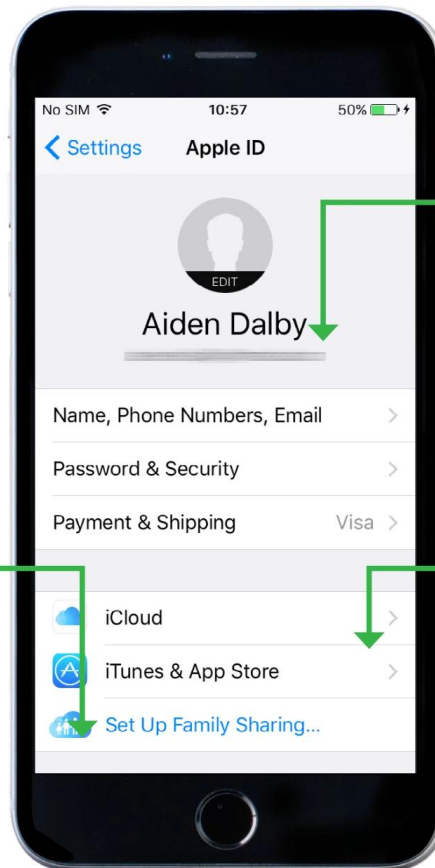 No SIM 10:57 50%
Settings Apple ID
EDIT
Aiden Dalby
Name, Phone Numbers, Email
Password & Security
Payment & Shipping Visa
iCloud
iTunes & App Store
Set Up Family Sharing...